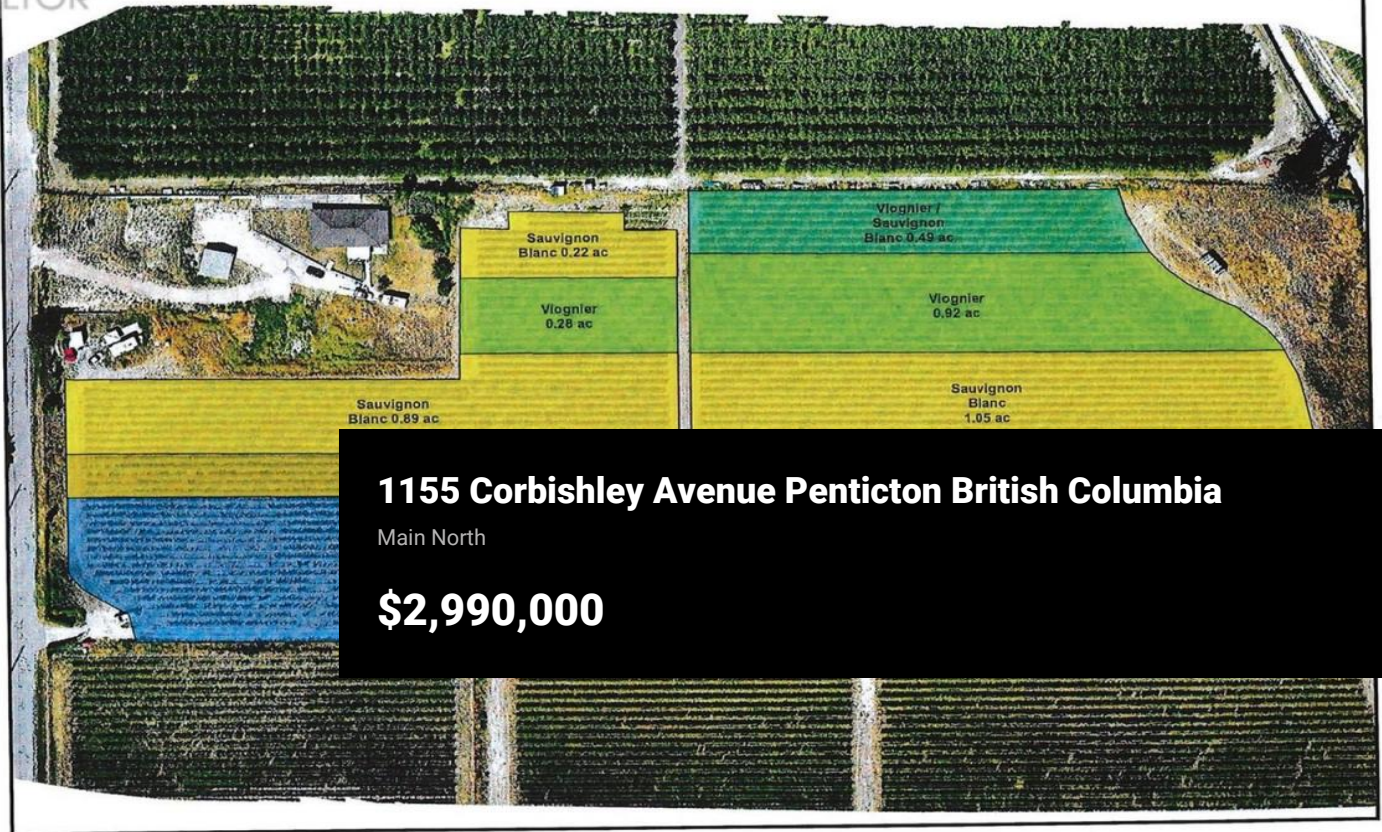 Sauvignon
Blanc 0.22 ac
Viognier /
Sauvignon
Blanc 0.49 ac
Viognier
0.28 ac
Viognier
0.92 ac
Sauvignon
Blanc 0.89 ac
Sauvignon
Blanc
1.05 ac
1155 Corbishley Avenue Penticton British Columbia
Main North
$2,990,000